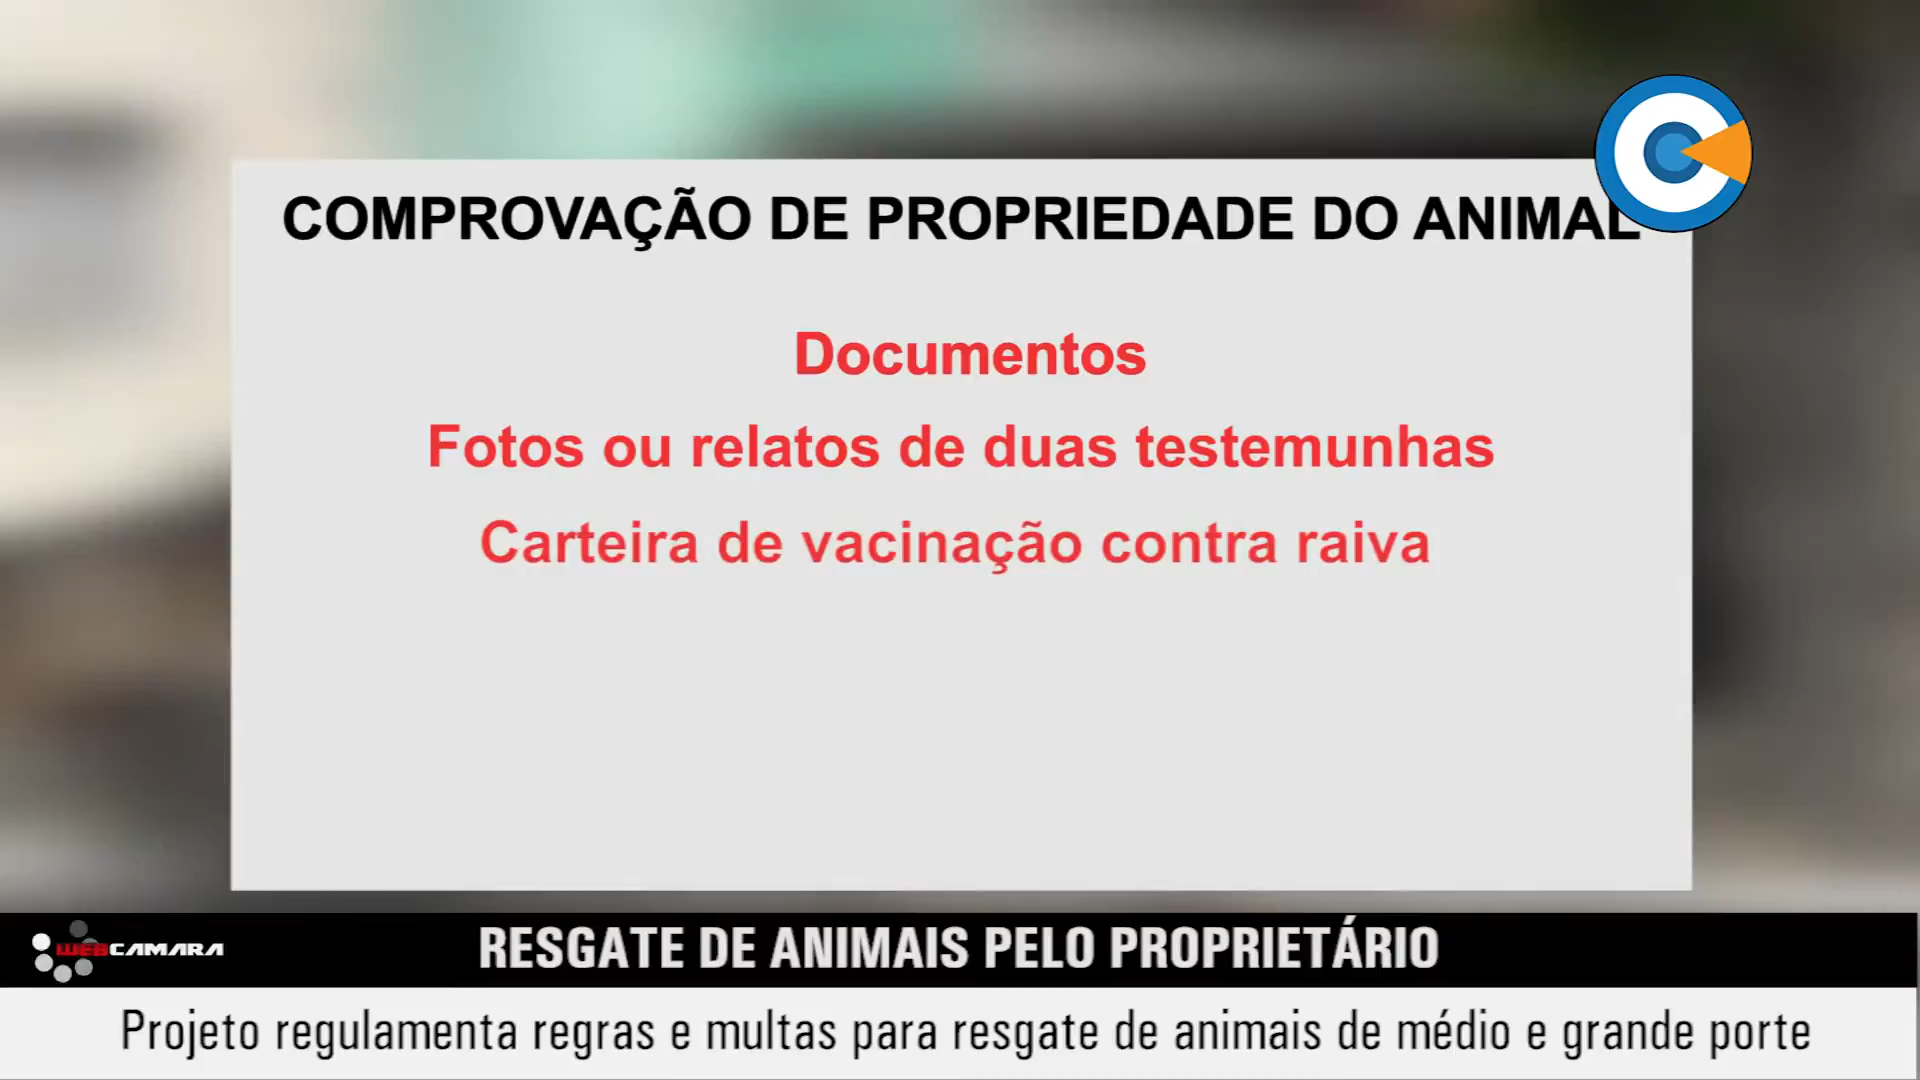 COMPROVAÇÃO DE PROPRIEDADE DO ANIMAL
Documentos
Fotos ou relatos de duas testemunhas
Carteira de vacinação contra raiva
WEBCAMARA
RESGATE DE ANIMAIS PELO PROPRIETÁRIO
Projeto regulamenta regras e multas para resgate de animais de médio e grande porte